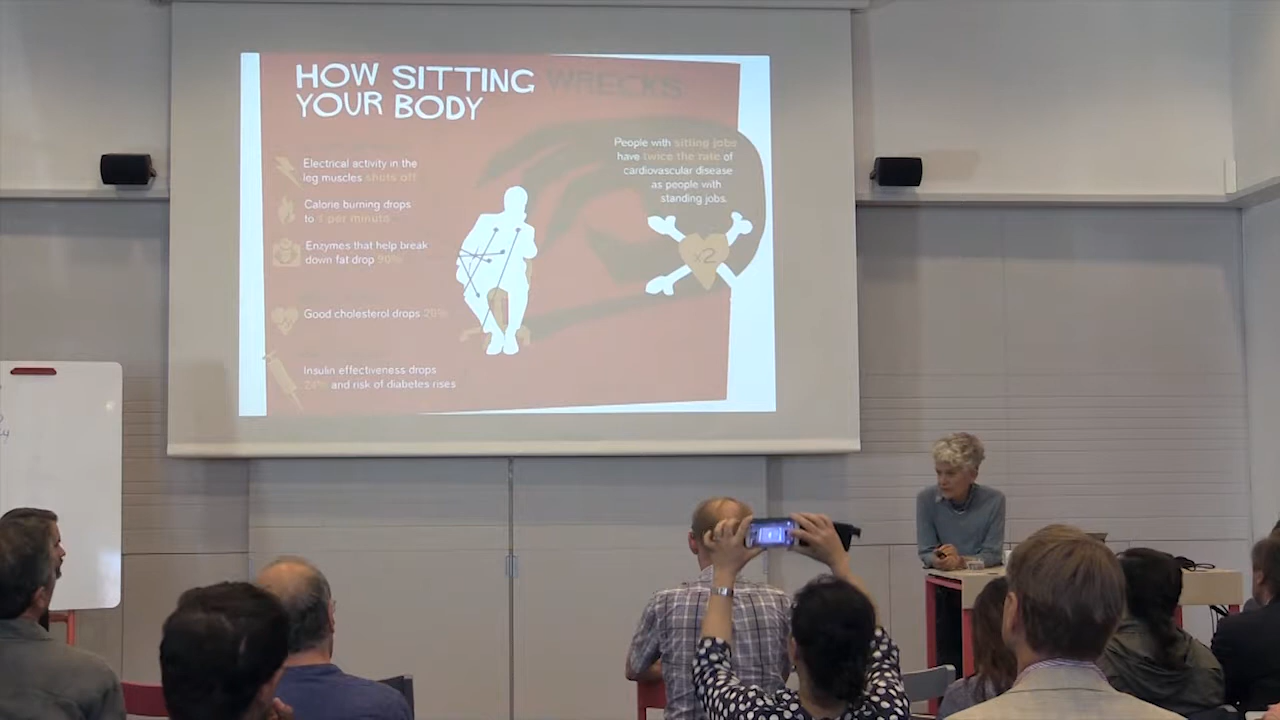 HOW SITTING WRECKS
YOUR BODY
Electrical activity in the
leg muscles shuts off
Calorie burning drops
to 1 per minute
Enzymes that help break
down fat drop 90%
Good cholesterol drops 20%
Insulin effectiveness drops
24% and risk of diabetes rises
People with sitting jobs
have twice the rate of
cardiovascular disease
as people with
standing jobs.
x2